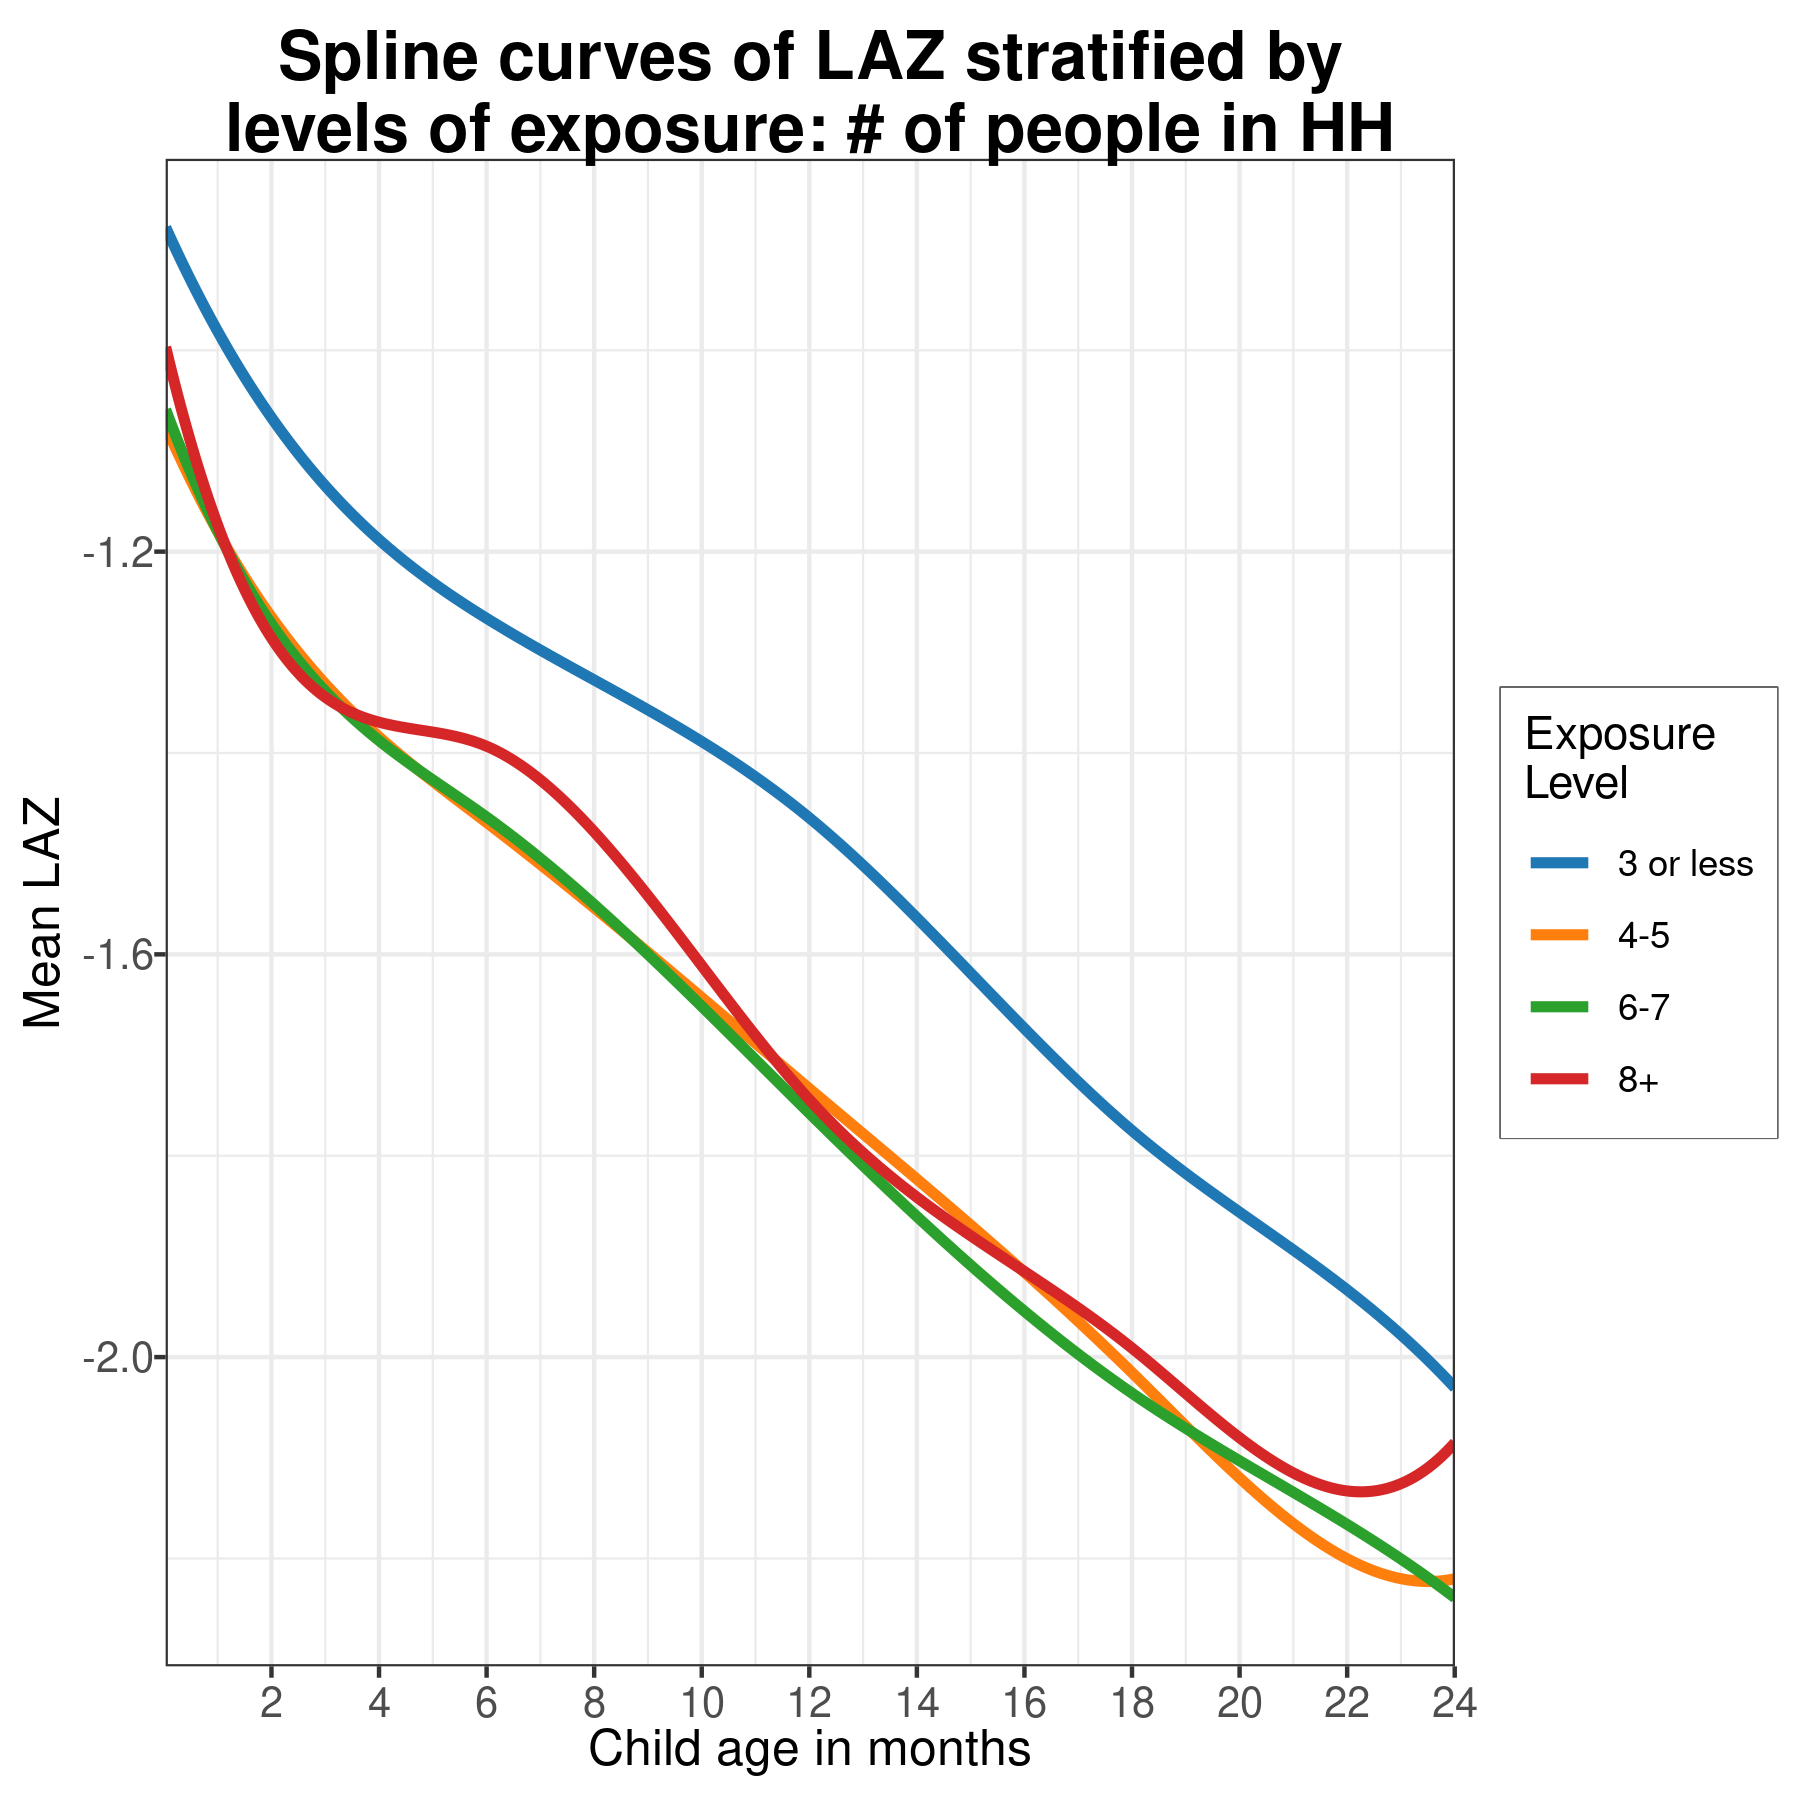 Spline curves of LAZ stratified by
levels of exposure: # of people in HH
Mean LAZ
-1.2
-1.6
-2.0
2 4 6 8 10 12 14 16 18 20 22 24
Child age in months
Exposure
Level
3 or less
4-5
6-7
8+